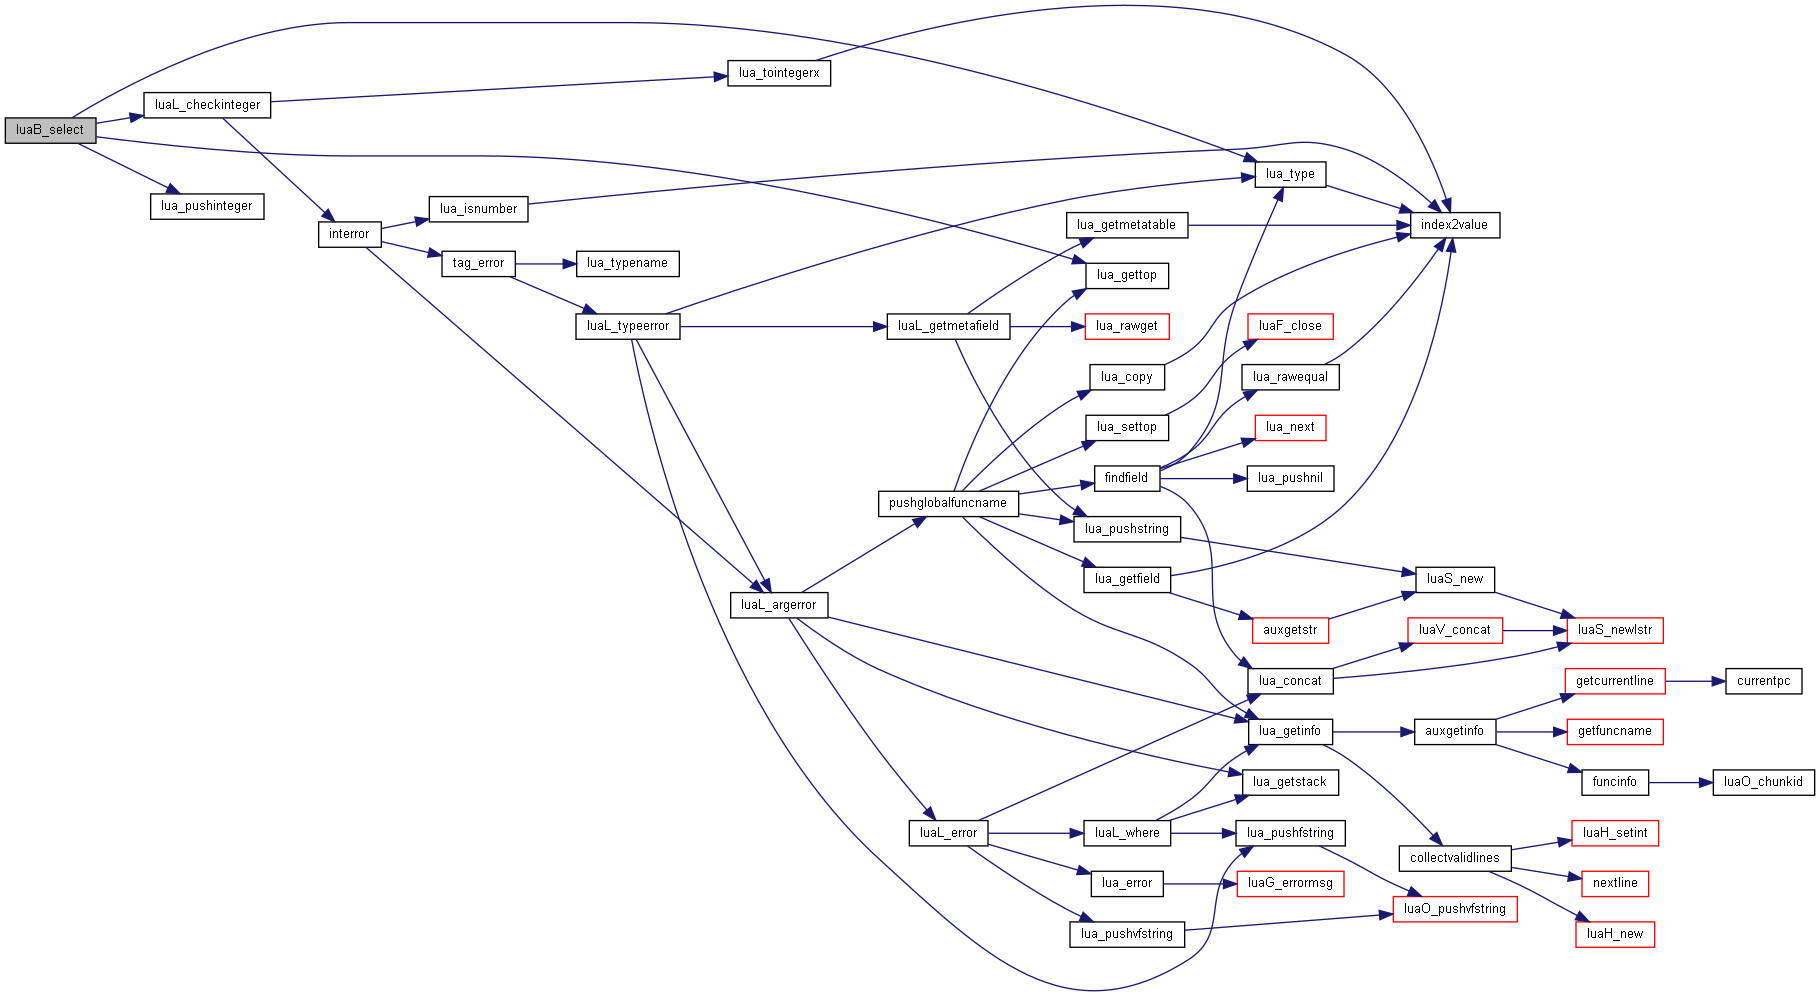 luaB_select
luaL_checkinteger
lua_pushinteger
interror
lua_isnumber
tag_error
lua_typename
luaL_typeerror
lua_tointegerx
luaL_argerror
luaL_getmetafield
pushglobalfuncname
luaL_error
lua_getmetatable
lua_gettop
lua_rawget
lua_copy
lua_settop
findfield
lua_pushstring
lua_getfield
luaL_where
lua_error
lua_pushvfstring
lua_type
luaF_close
lua_rawequal
lua_next
lua_pushnil
auxgetstr
lua_concat
lua_getinfo
lua_getstack
lua_pushfstring
luaG_errormsg
index2value
luaS_new
luaV_concat
auxgetinfo
collectvalidlines
luaO_pushvfstring
luaS_newlstr
getcurrentline
getfuncname
funcinfo
luaH_setint
nextline
luaH_new
currentpc
luaO_chunkid